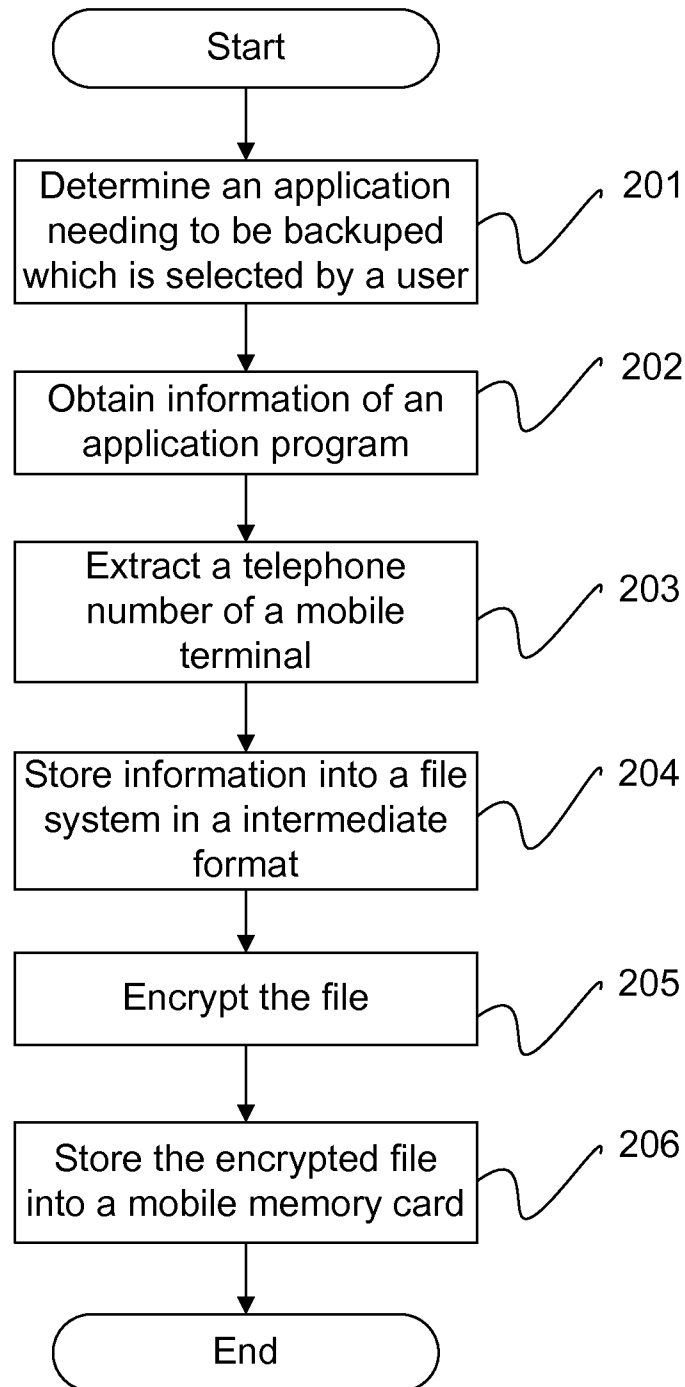 Start
Determine an application
needing to be backuped
which is selected by a user
201
Obtain information of an
application program
202
Extract a telephone
number of a mobile
terminal
203
Store information into a file
system in a intermediate
format
204
Encrypt the file
205
Store the encrypted file
into a mobile memory card
206
End